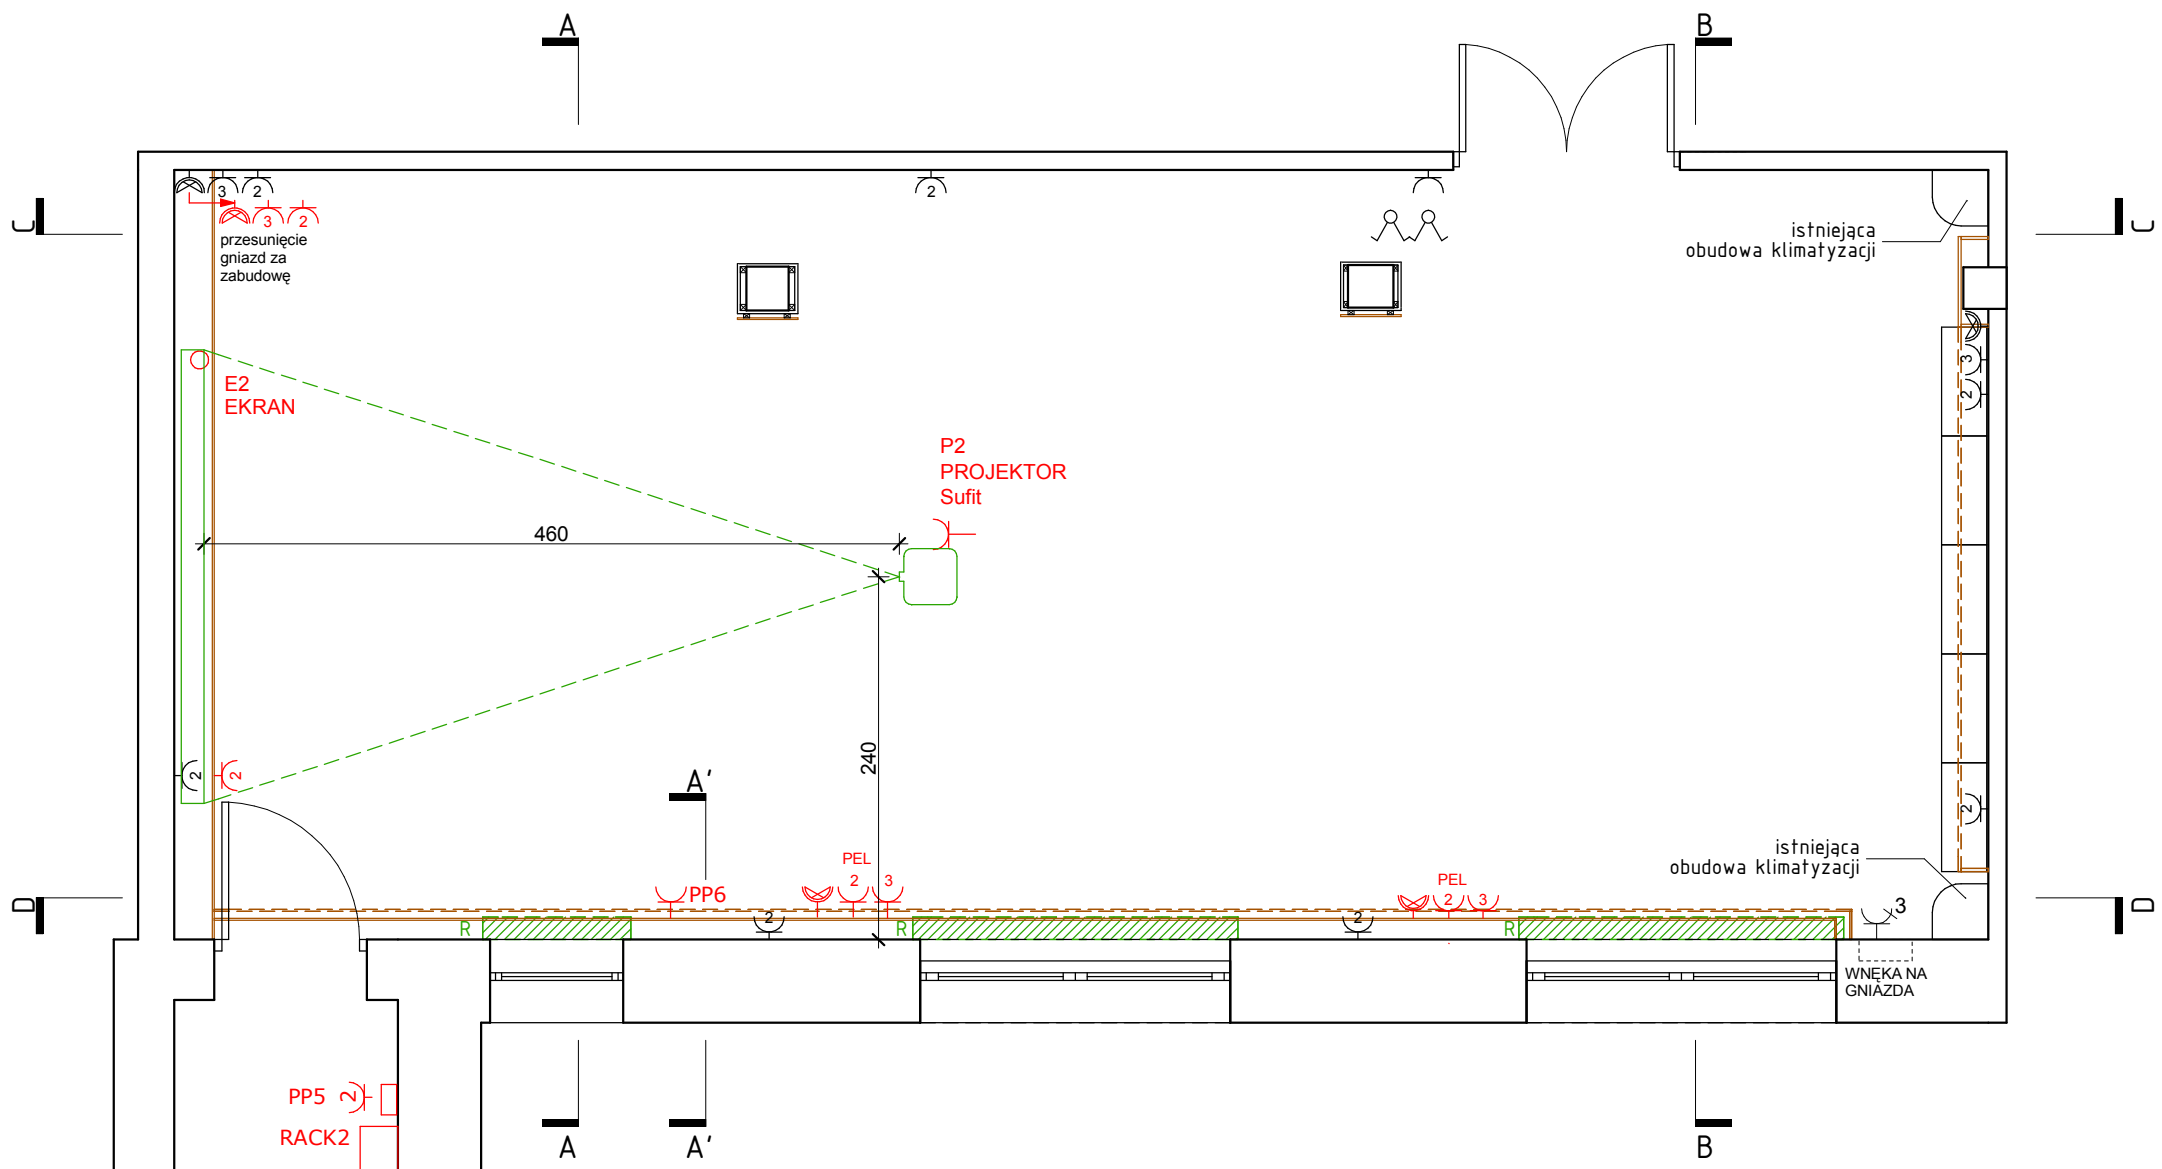 A
B
3
2
2
3
2
przesunięcie
gniazd za
zabudowę
C
C
istniejąca
obudowa klimatyzacji
E2
EKRAN
3
2
P2
PROJEKTOR
Sufit
460
240
2
2
A'
2
istniejąca
obudowa klimatyzacji
PEL
2
3
PP6
PEL
2
3
D
D
3
R
2
R
2
R
WNĘKA NA
GNIAZDA
PP5
2
RACK2
A
A'
B